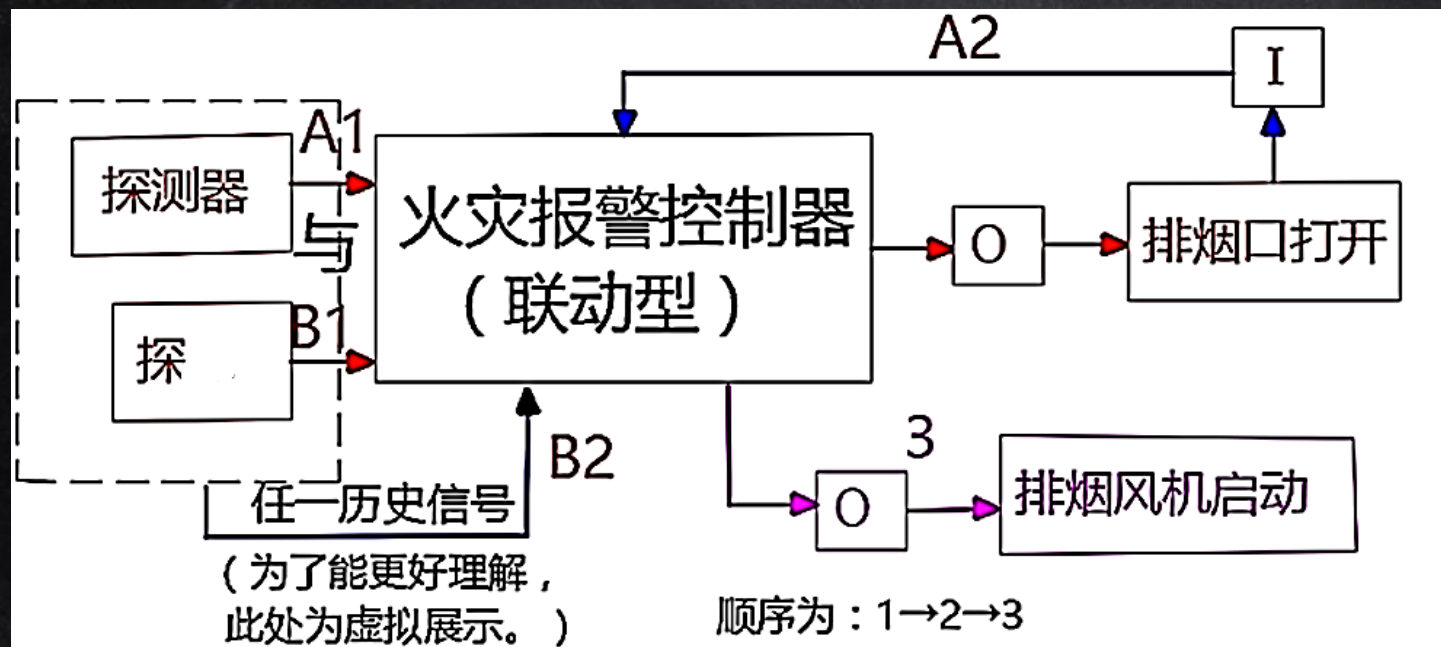 A2
I
A1
探测器
与
火灾报警控制器
（联动型）
O
排烟口打开
探
B1
B2
3
任一历史信号
O
排烟风机启动
（为了能更好理解，
此处为虚拟展示。）
顺序为：1→2→3